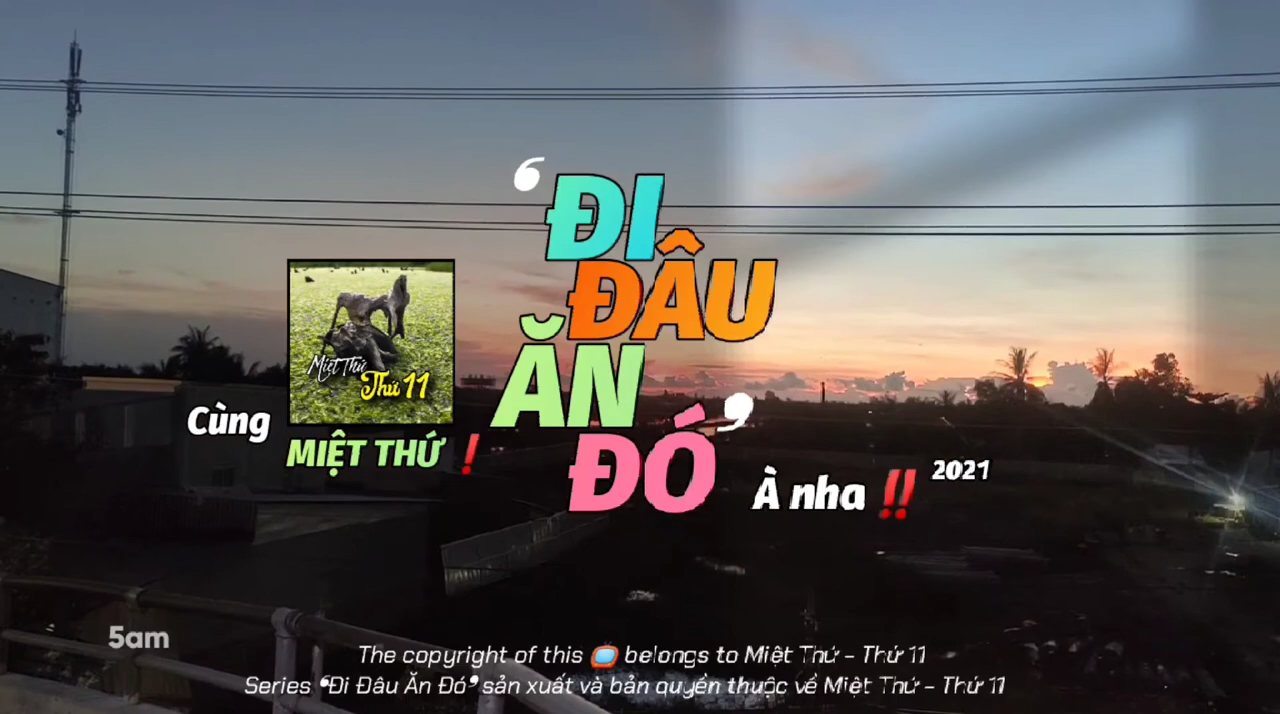 ‘ĐI
ĐÂU
ĂN
ĐÓ’
Miệt Thứ
Thứ 11
Cùng
MIỆT THỨ❗
À nha ‼ 2021
5am
The copyright of this belongs to Miệt Thứ - Thứ 11
Series ❛Đi Đâu Ăn Đó❜ sản xuất và bản quyền thuộc về Miệt Thứ - Thứ 11